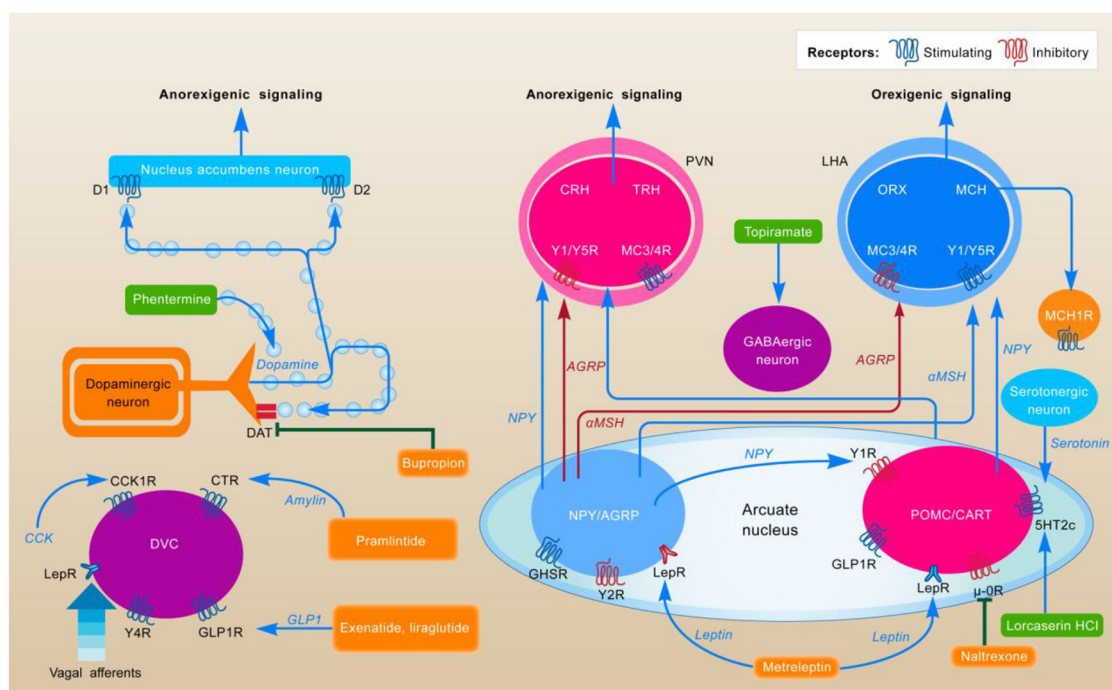 Receptors: Stimulating Inhibitory
Anorexigenic signaling
Anorexigenic signaling
Orexigenic signaling
Nucleus accumbens neuron
D1
D2
PVN
LHA
CRH TRH
Y1/Y5R MC3/4R
ORX MCH
MC3/4R Y1/Y5R
Topiramate
GABAergic
neuron
MCH1R
Phentermine
Dopamine
Dopaminergic
neuron
DAT
Bupropion
AGRP
NPY
αMSH
AGRP
αMSH
NPY
Serotonergic
neuron
Serotonin
CCK1R
CTR
CCK
Amylin
DVC
Pramlintide
LepR
Y4R
GLP1R
GLP1
Exenatide, liraglutide
Vagal afferents
NPY
Y1R
NPY/AGRP
Arcuate
nucleus
POMC/CART
5HT2c
GHSR
Y2R
LepR
GLP1R
LepR
μ-0R
Leptin
Leptin
Metreleptin
Naltrexone
Lorcaserin HCl